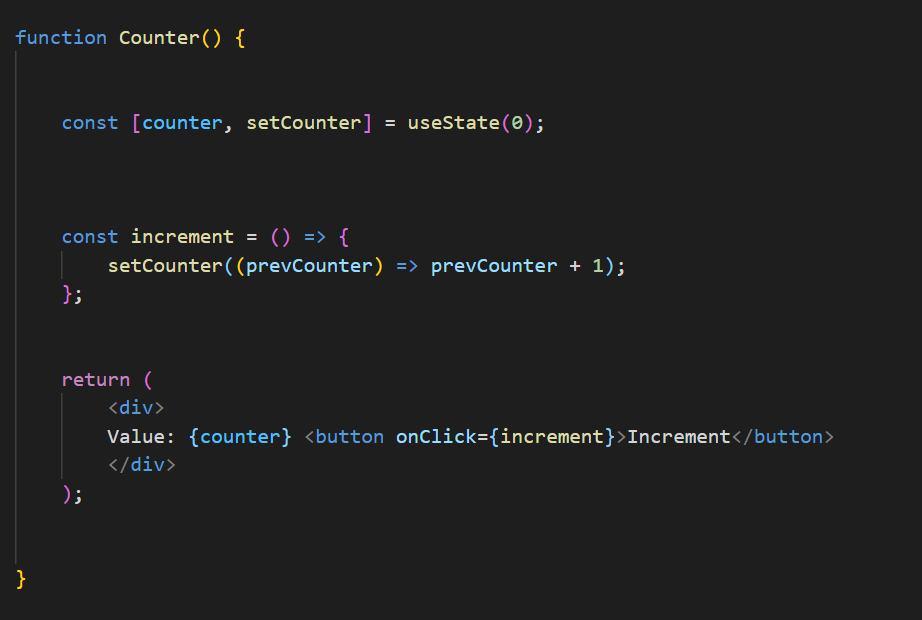 function Counter() {
const [counter, setCounter] = useState(0);
const increment = () => {
setCounter((prevCounter) => prevCounter + 1);
};
return (
<div>
Value: {counter} <button onClick={increment}>Increment</button>
</div>
);
}